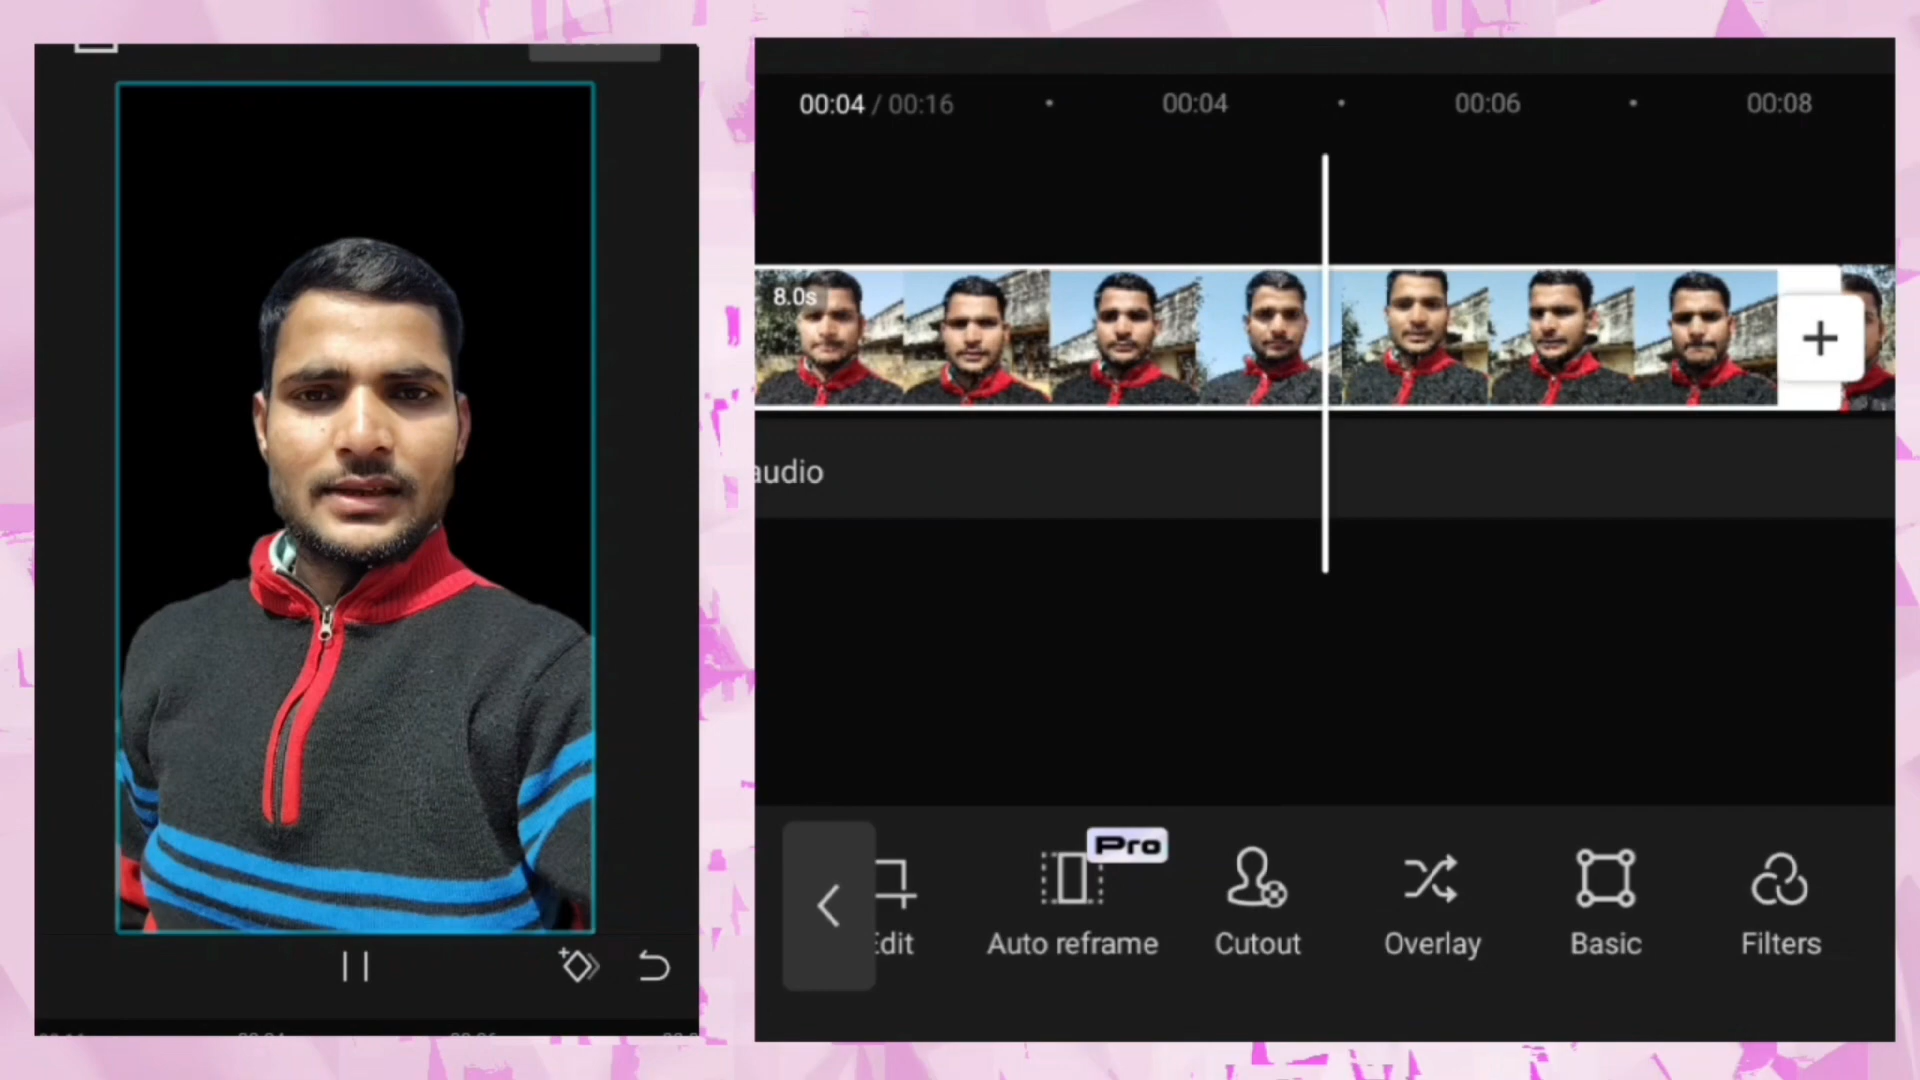 00:04 / 00:16
00:04
00:06
00:08
8.0s
audio
Pro
Edit
Auto reframe
Cutout
Overlay
Basic
Filters